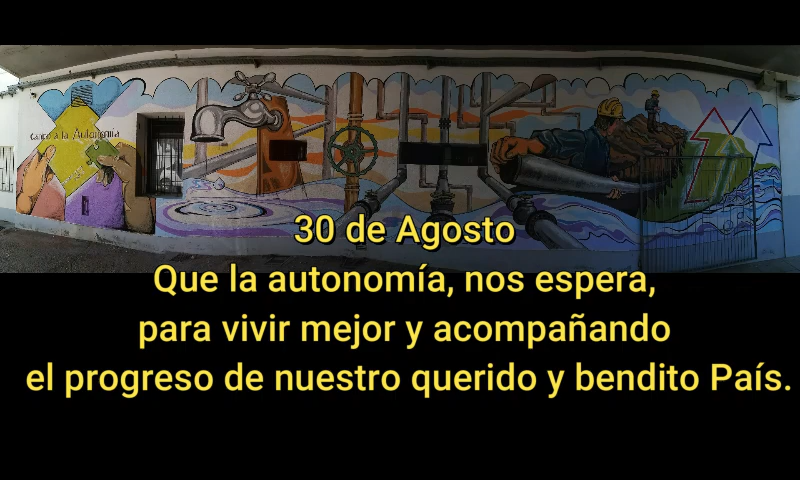 Canto a la Autonomía
30 de Agosto
Que la autonomía, nos espera,
para vivir mejor y acompañando
el progreso de nuestro querido y bendito País.